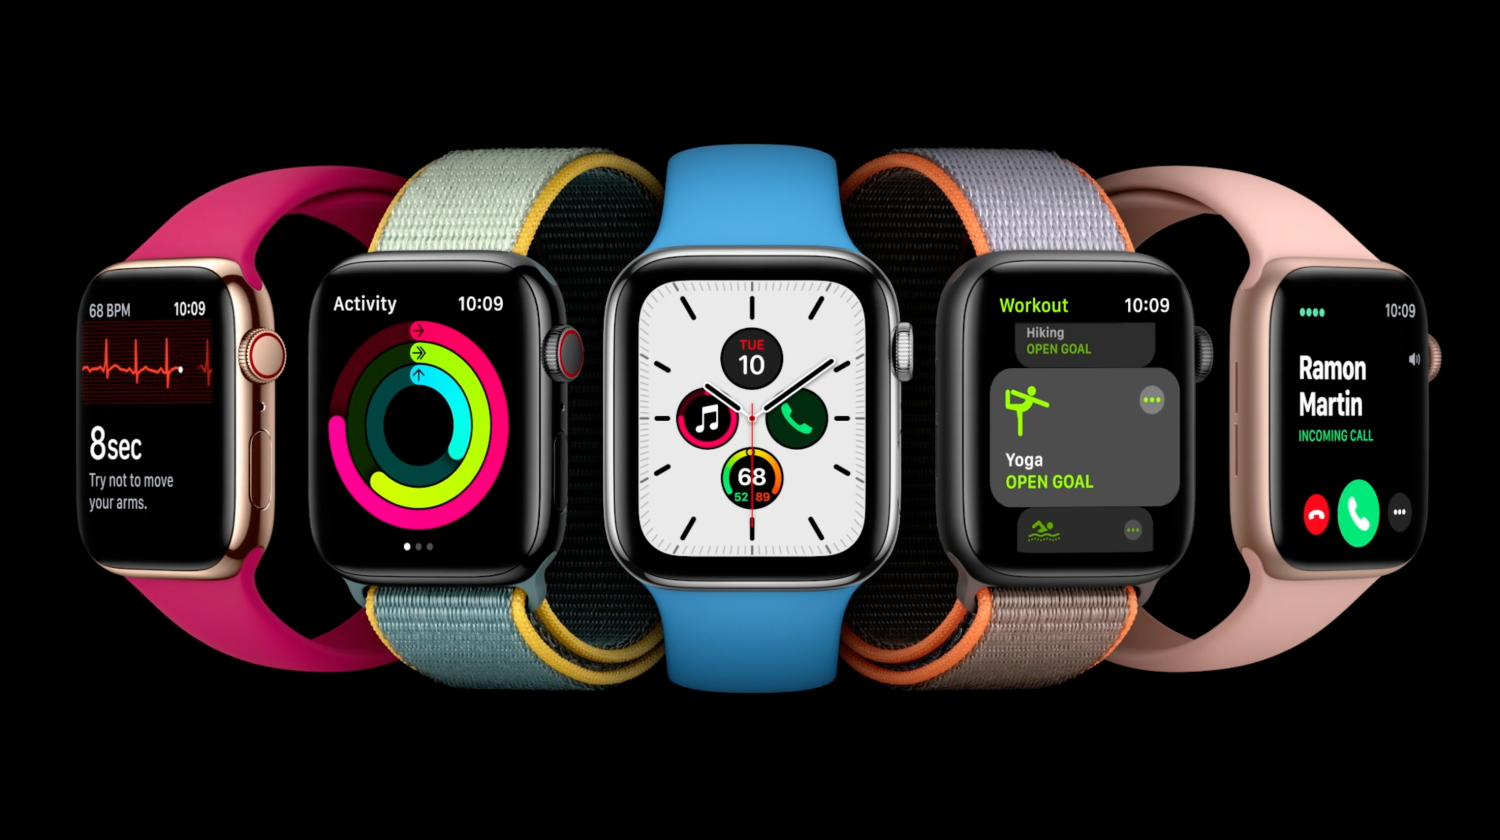 68 BPM 10:09
8sec
Try not to move
your arms.
Activity 10:09
TUE
10
68
52 89
Workout 10:09
Hiking
OPEN GOAL
Yoga
OPEN GOAL
10:09
Ramon
Martin
INCOMING CALL